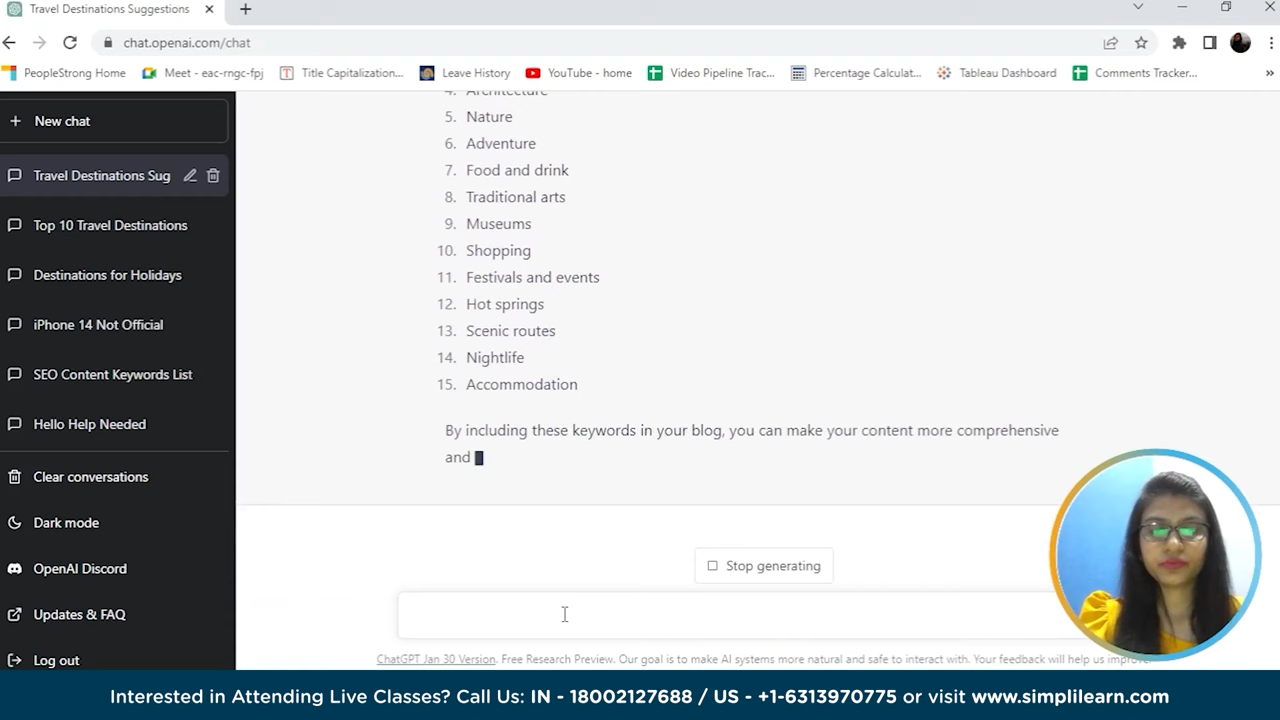 Travel Destinations Suggestions
chat.openai.com/chat
PeopleStrong Home
Meet - eac-rngc-fpj
Title Capitalization...
Leave History
YouTube - home
Video Pipeline Trac...
Percentage Calculat...
Tableau Dashboard
Comments Tracker...
New chat
Travel Destinations Sug
Top 10 Travel Destinations
Destinations for Holidays
iPhone 14 Not Official
SEO Content Keywords List
Hello Help Needed
Clear conversations
Dark mode
OpenAI Discord
Updates & FAQ
Log out
4. Architecture
5. Nature
6. Adventure
7. Food and drink
8. Traditional arts
9. Museums
10. Shopping
11. Festivals and events
12. Hot springs
13. Scenic routes
14. Nightlife
15. Accommodation
By including these keywords in your blog, you can make your content more comprehensive
and
Stop generating
ChatGPT Jan 30 Version. Free Research Preview. Our goal is to make AI systems more natural and safe to interact with. Your feedback will help us improve.
Interested in Attending Live Classes? Call Us: IN - 18002127688 / US - +1-6313970775 or visit www.simplilearn.com